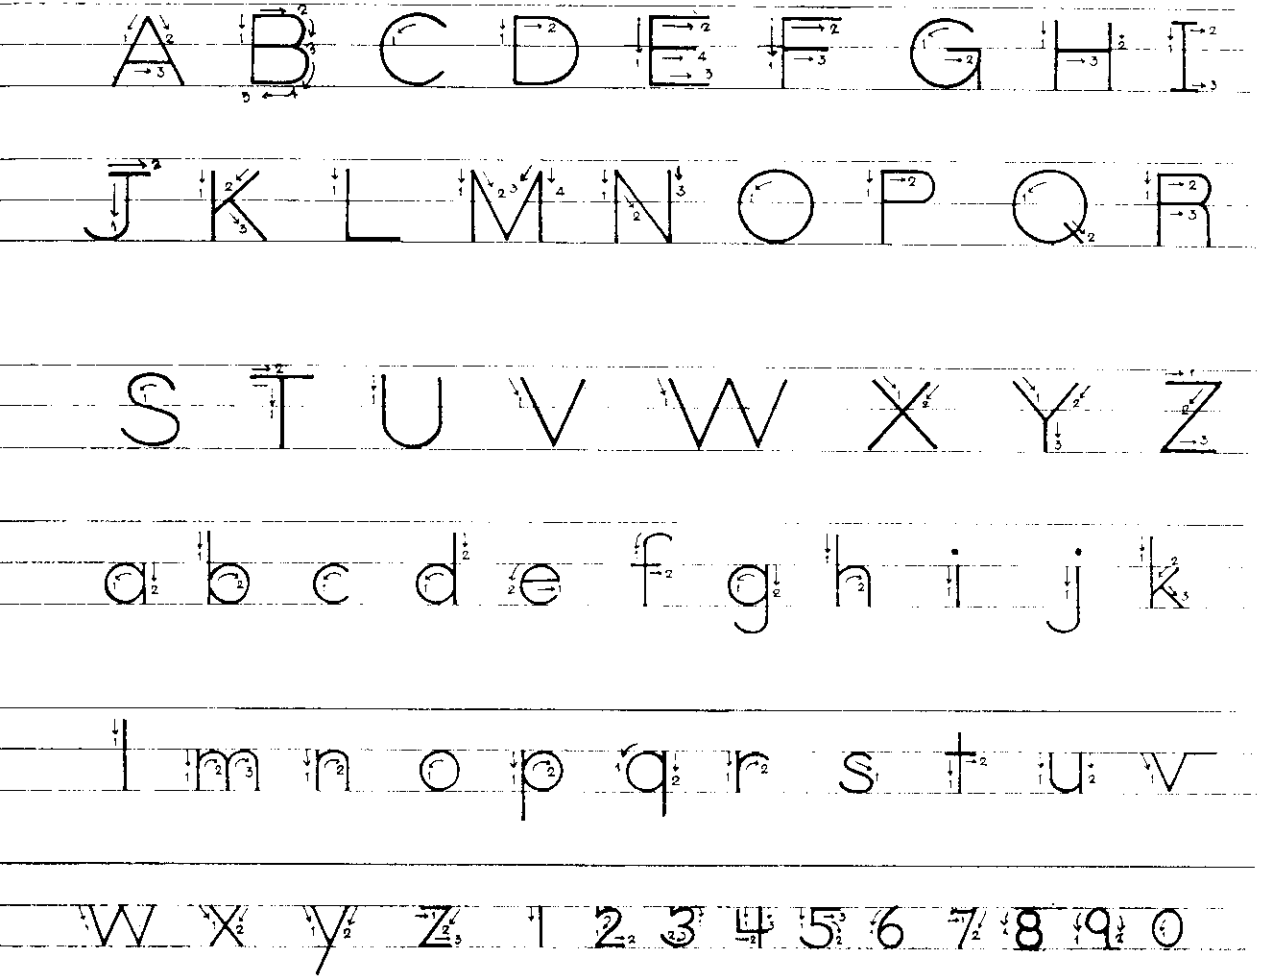 A B C D E F G H I
J K L M N O P Q R
S T U V W X Y Z
a b c d e f g h i j k
l m n o p q r s t u v
w x y z 1 2 3 4 5 6 7 8 9 0